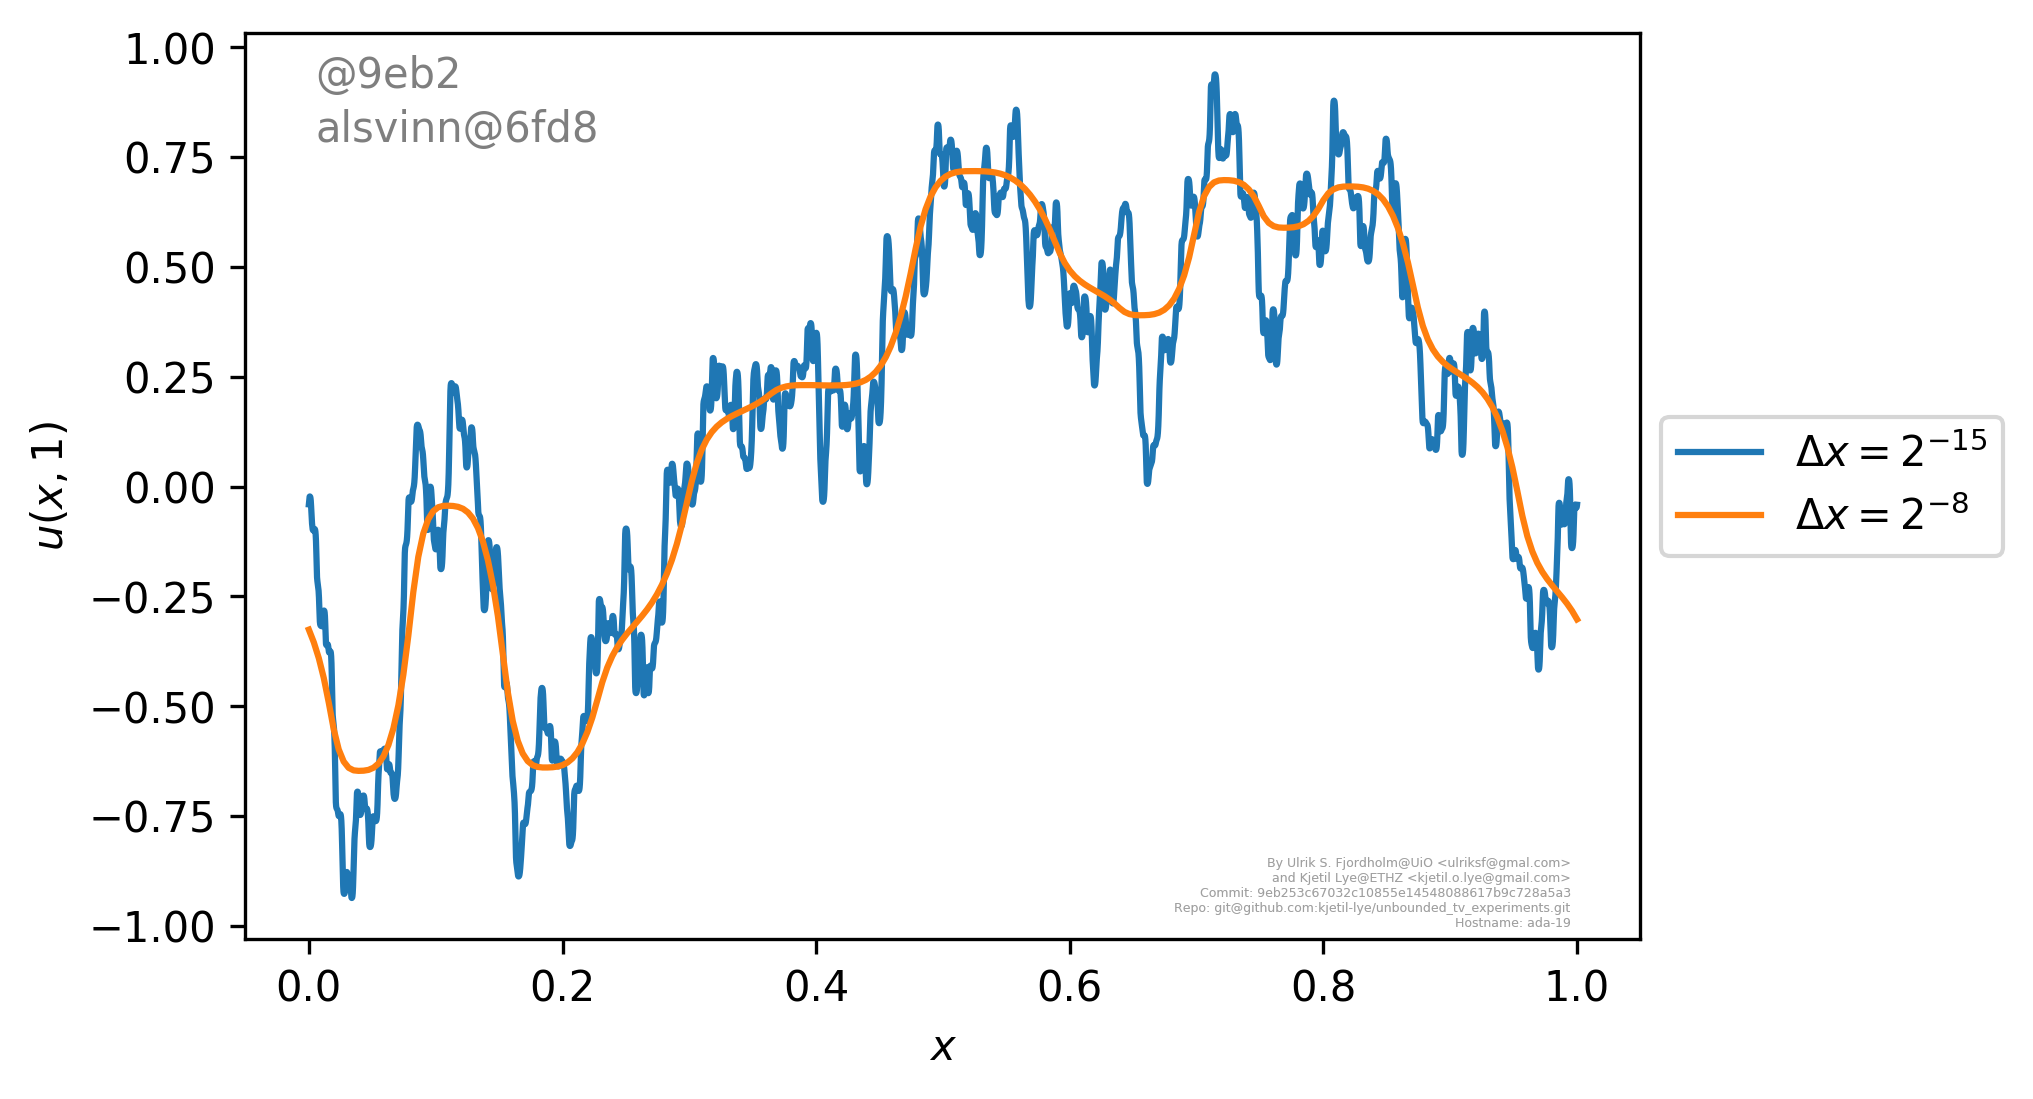 @9eb2
alsvinn@6fd8
1.00
0.75
0.50
0.25
0.00
−0.25
−0.50
−0.75
−1.00
u(x, 1)
0.0 0.2 0.4 0.6 0.8 1.0
x
Δx = 2⁻¹⁵
Δx = 2⁻⁸
By Ulrik S. Fjordholm@UiO <ulriksf@gmal.com>
and Kjetil Lye@ETHZ <kjetil.o.lye@gmail.com>
Commit: 9eb253c67032c10855e14548088617b9c728a5a3
Repo: git@github.com:kjetil-lye/unbounded_tv_experiments.git
Hostname: ada-19